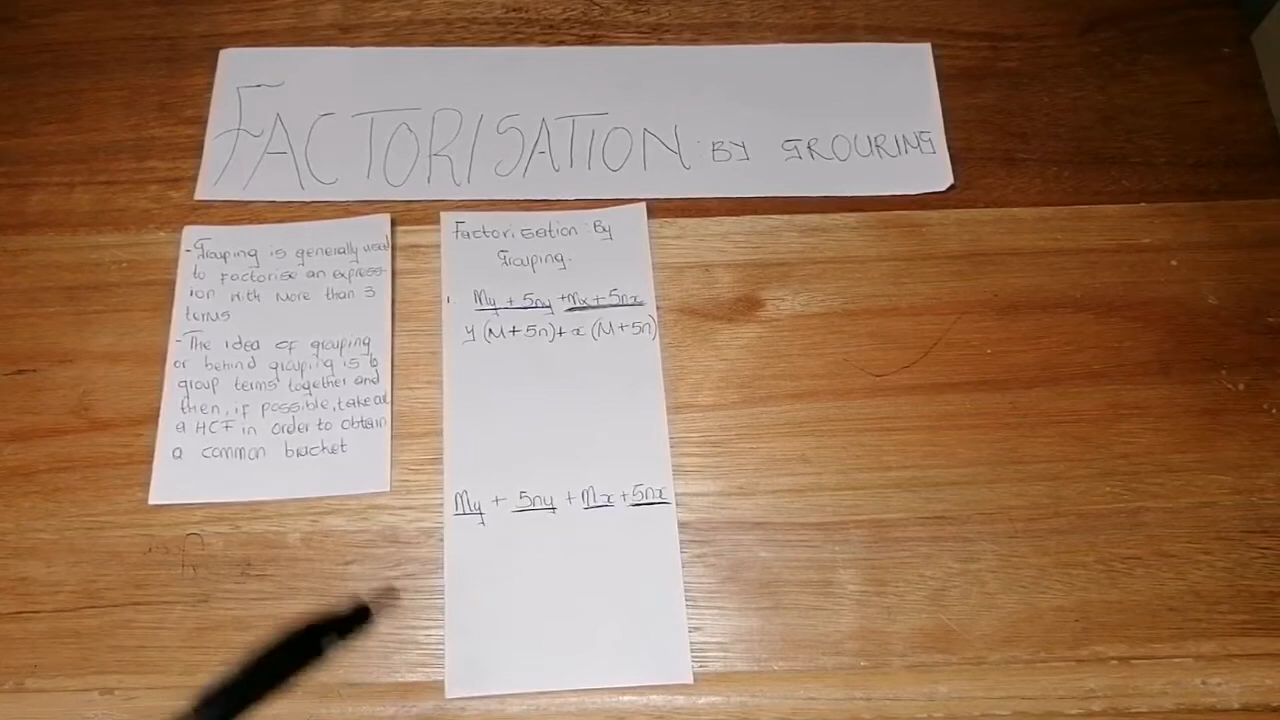 FACTORISATION: BY GROURING
- Grouping is generally used
to factorise an express-
ion with more than 3
terms
- The idea of grouping
or behind grouping is to
group terms together and
then, if possible, take out
a HCF in order to obtain
a common bracket
Factorisation: By
Grouping.
1. My + 5ny + Mx + 5nx
y (M + 5n) + x (M + 5n)
My + 5ny + Mx + 5nx